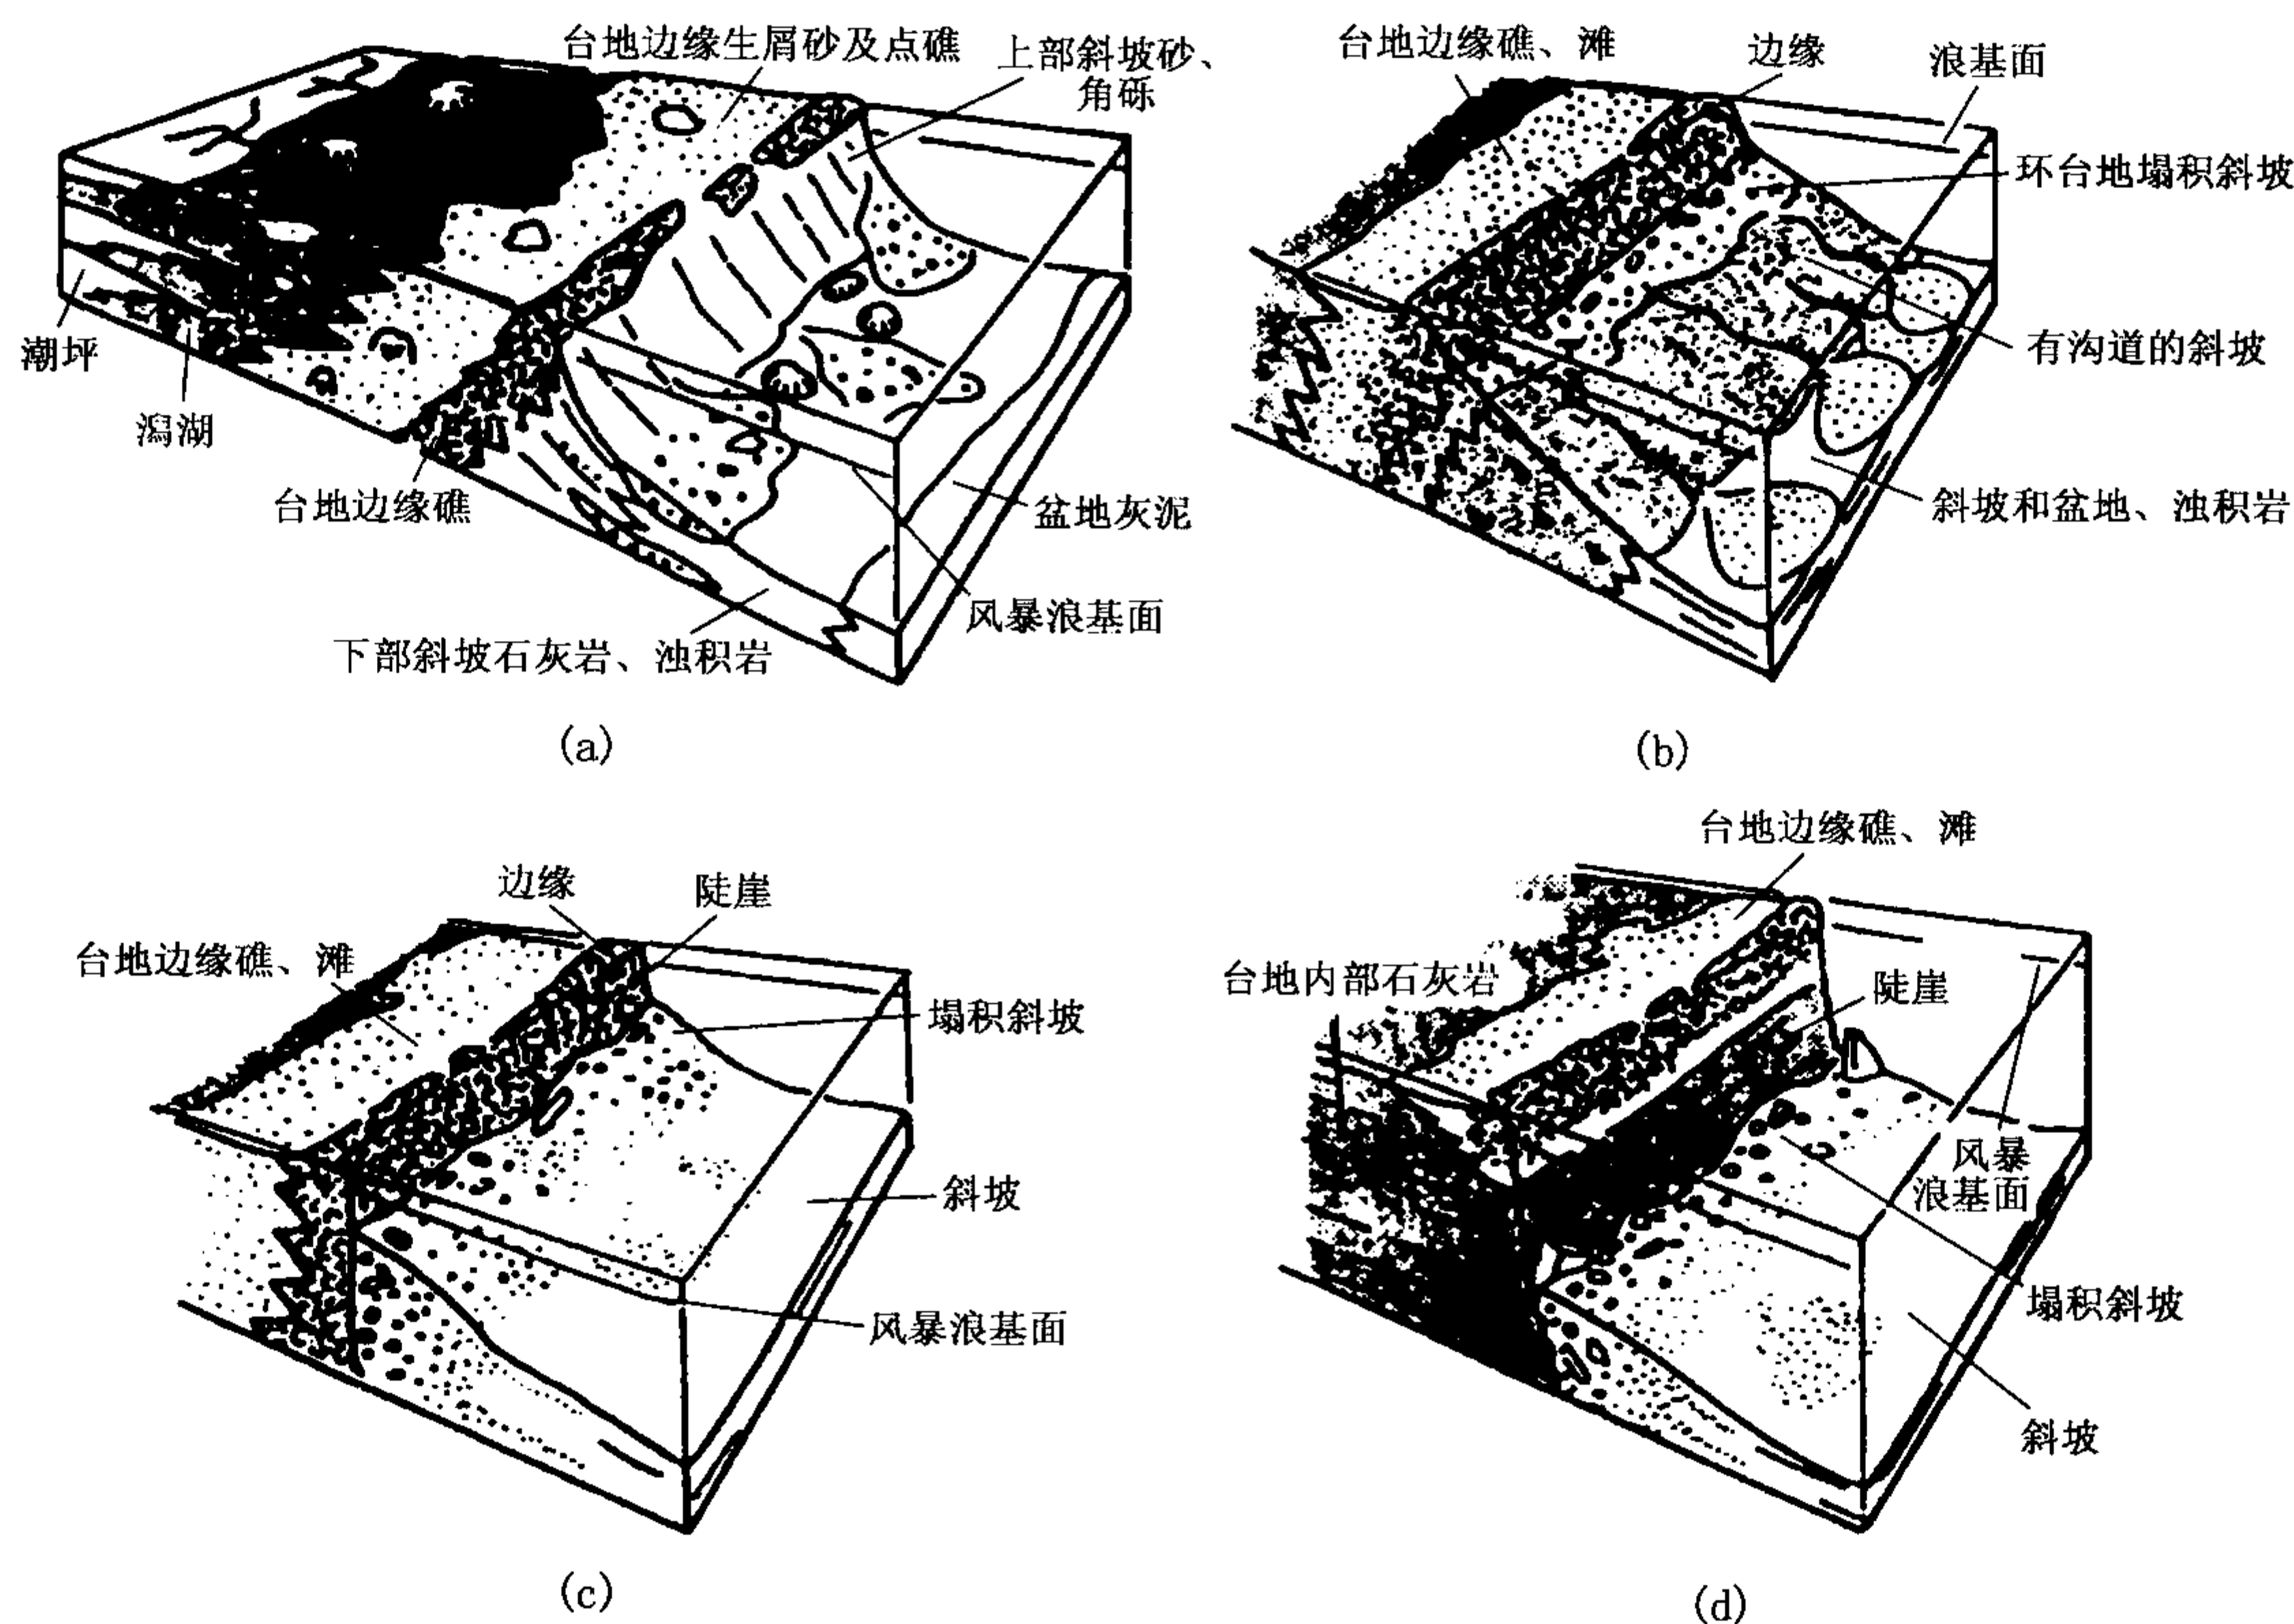 台地边缘生屑砂及点礁
上部斜坡砂、
角砾
潮坪
潟湖
台地边缘礁
盆地灰泥
风暴浪基面
下部斜坡石灰岩、浊积岩
(a)
台地边缘礁、滩
边缘
浪基面
环台地塌积斜坡
有沟道的斜坡
斜坡和盆地、浊积岩
(b)
边缘
陡崖
台地边缘礁、滩
塌积斜坡
斜坡
风暴浪基面
(c)
台地边缘礁、滩
台地内部石灰岩
陡崖
风暴
浪基面
塌积斜坡
斜坡
(d)